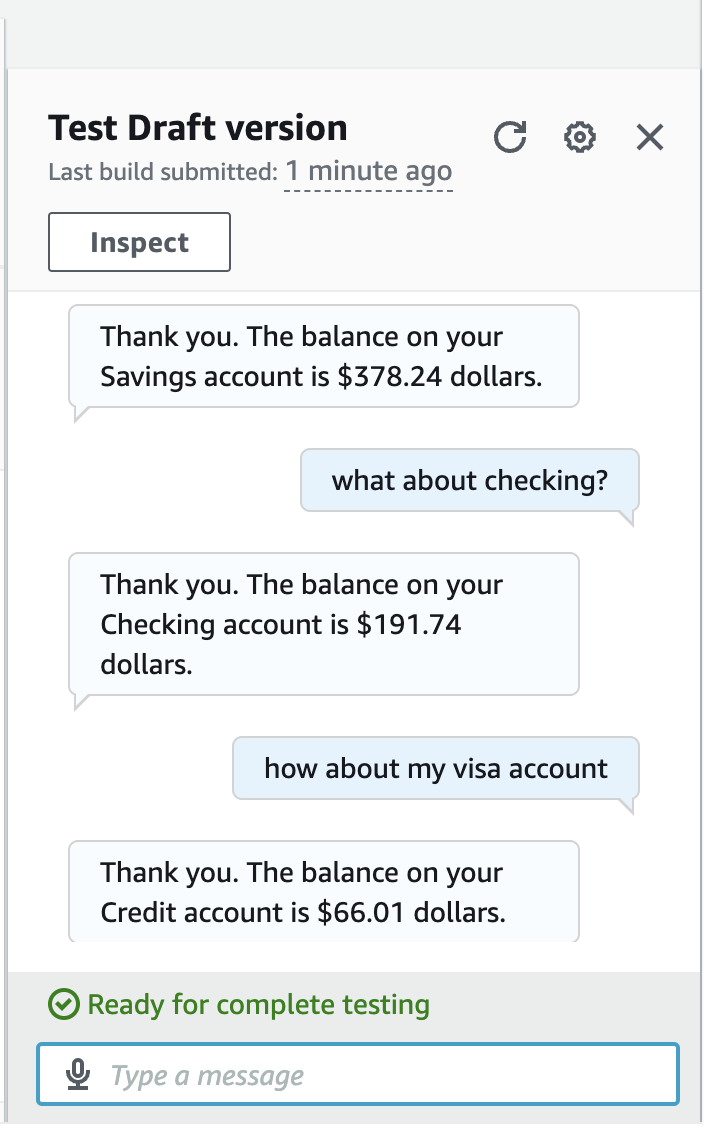 Test Draft version
Last build submitted: 1 minute ago
Inspect
Thank you. The balance on your
Savings account is $378.24 dollars.
what about checking?
Thank you. The balance on your
Checking account is $191.74
dollars.
how about my visa account
Thank you. The balance on your
Credit account is $66.01 dollars.
Ready for complete testing
Type a message